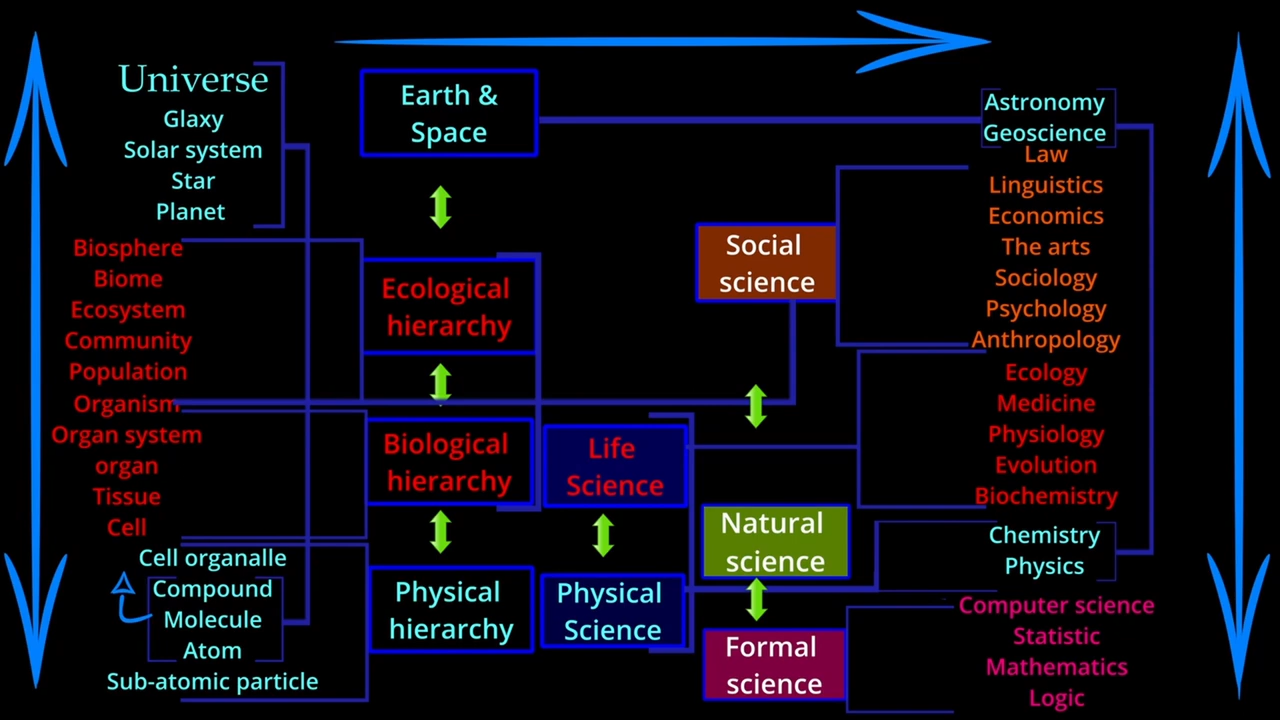 Universe
Glaxy
Solar system
Star
Planet
Biosphere
Biome
Ecosystem
Community
Population
Organism
Organ system
organ
Tissue
Cell
Cell organalle
Compound
Molecule
Atom
Sub-atomic particle
Earth &
Space
Ecological
hierarchy
Biological
hierarchy
Physical
hierarchy
Life
Science
Physical
Science
Social
science
Natural
science
Formal
science
Astronomy
Geoscience
Law
Linguistics
Economics
The arts
Sociology
Psychology
Anthropology
Ecology
Medicine
Physiology
Evolution
Biochemistry
Chemistry
Physics
Computer science
Statistic
Mathematics
Logic